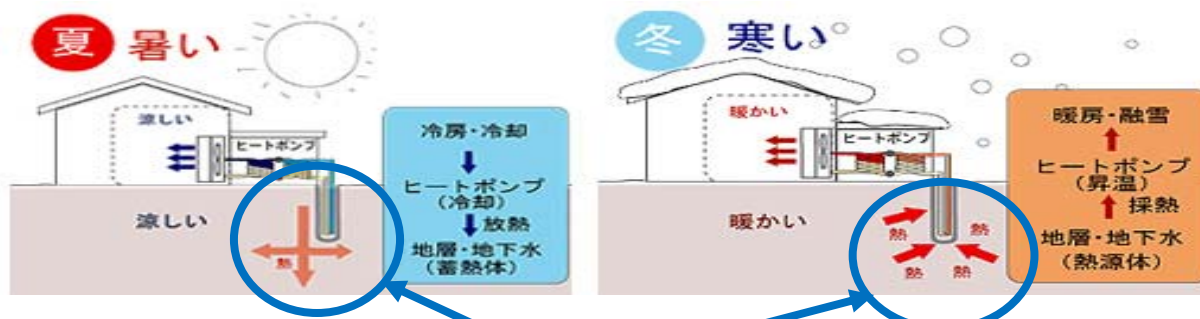 夏 暑い
涼しい
ヒートポンプ
涼しい
熱
冷房・冷却
ヒートポンプ
(冷却)
放熱
地層・地下水
(蓄熱体)
冬 寒い
暖かい
ヒートポンプ
暖かい
熱
熱
熱
熱
暖房・融雪
ヒートポンプ
(昇温)
採熱
地層・地下水
(熱源体)